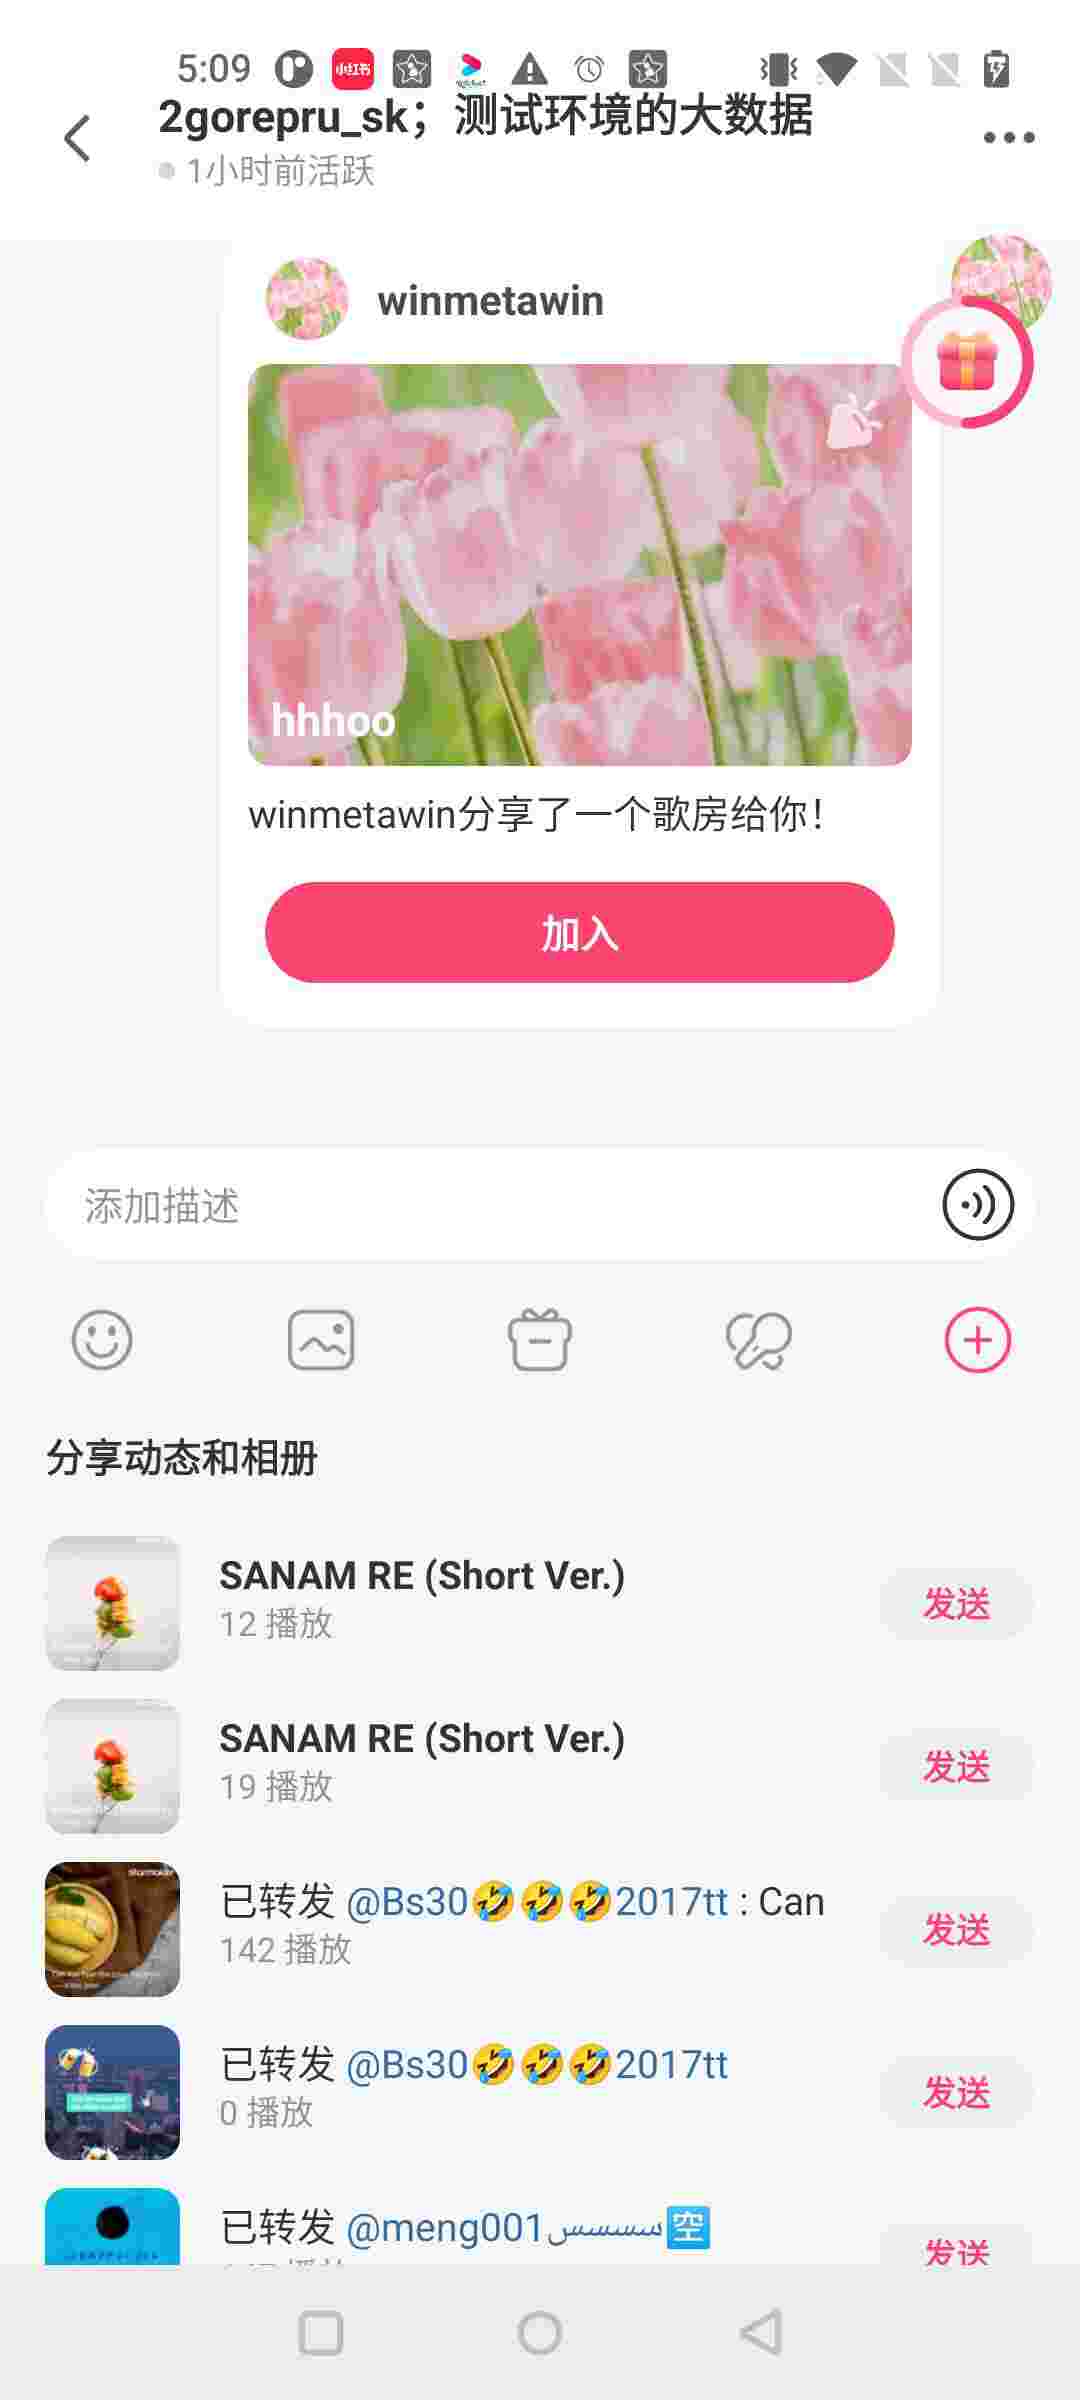 5:09
小红书
2gorepru_sk；测试环境的大数据
1小时前活跃
winmetawin
hhhoo
winmetawin分享了一个歌房给你！
加入
添加描述
分享动态和相册
SANAM RE (Short Ver.)
12 播放
发送
SANAM RE (Short Ver.)
19 播放
发送
已转发 @Bs30🤣🤣🤣2017tt : Can
142 播放
发送
已转发 @Bs30🤣🤣🤣2017tt
0 播放
发送
已转发 @meng001سسسس🈳
发送